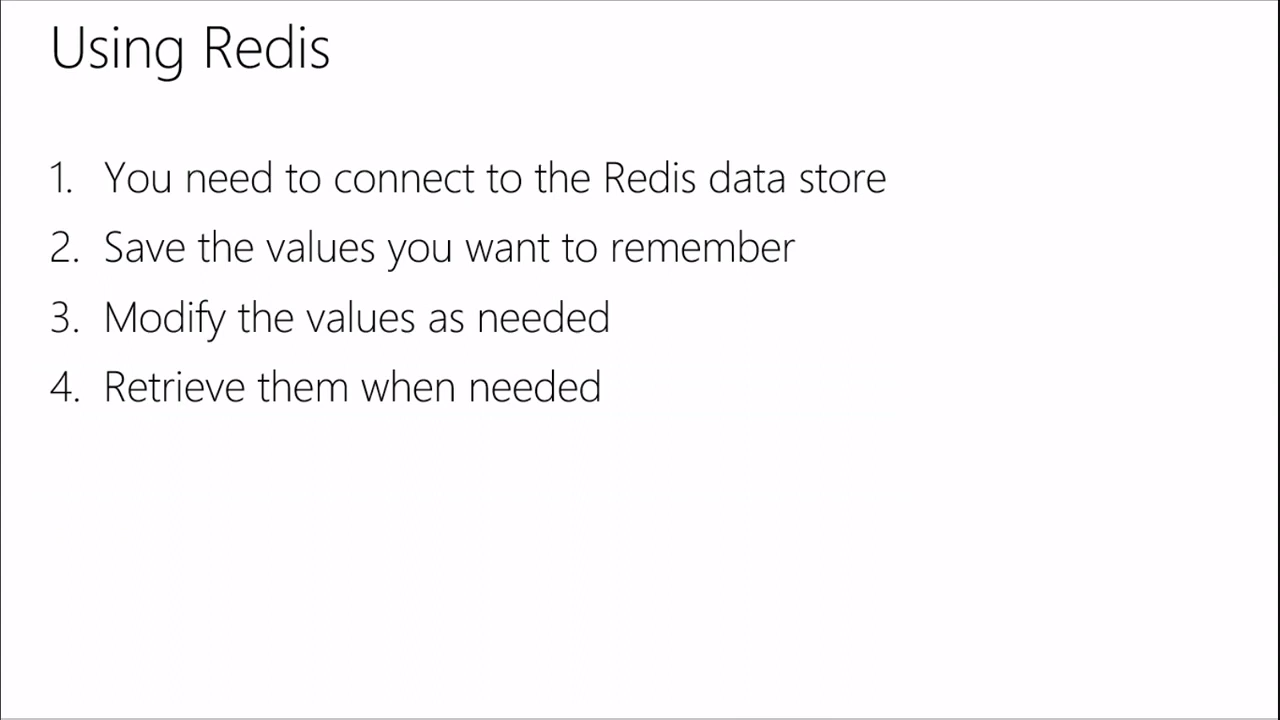 Using Redis
1. You need to connect to the Redis data store
2. Save the values you want to remember
3. Modify the values as needed
4. Retrieve them when needed